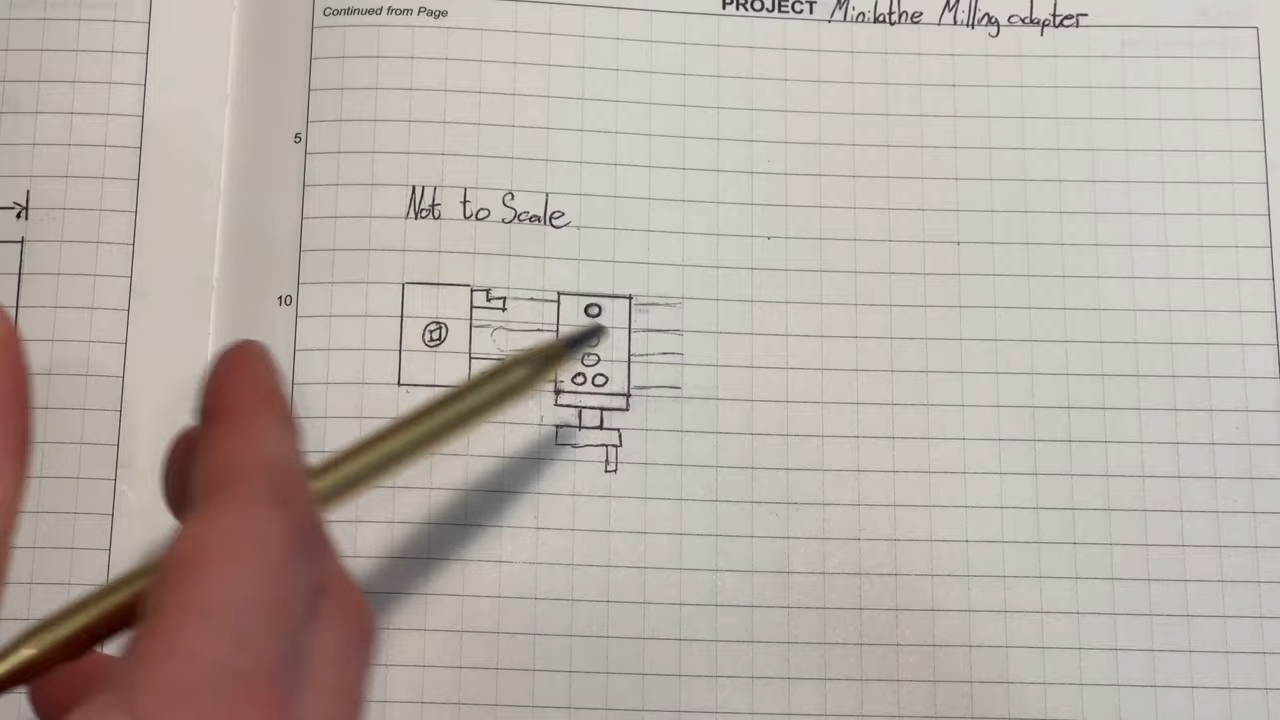 Continued from Page
PROJECT Minilathe Milling adapter
5
Not to Scale
10